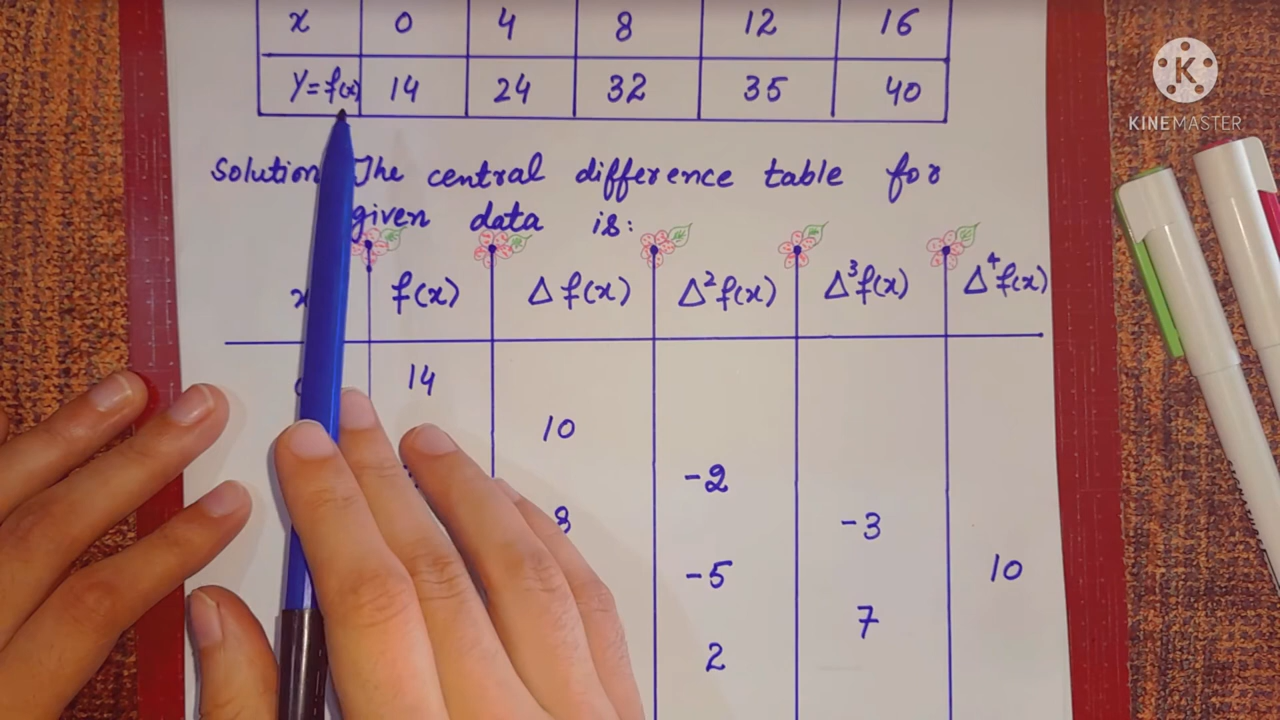 x 0 4 8 12 16
Y=f(x) 14 24 32 35 40
Solution The central difference table for
given data is:
f(x) Δf(x) Δ²f(x) Δ³f(x) Δ⁴f(x)
14
10
-2
8 -3
-5 10
7
2
KINEMASTER